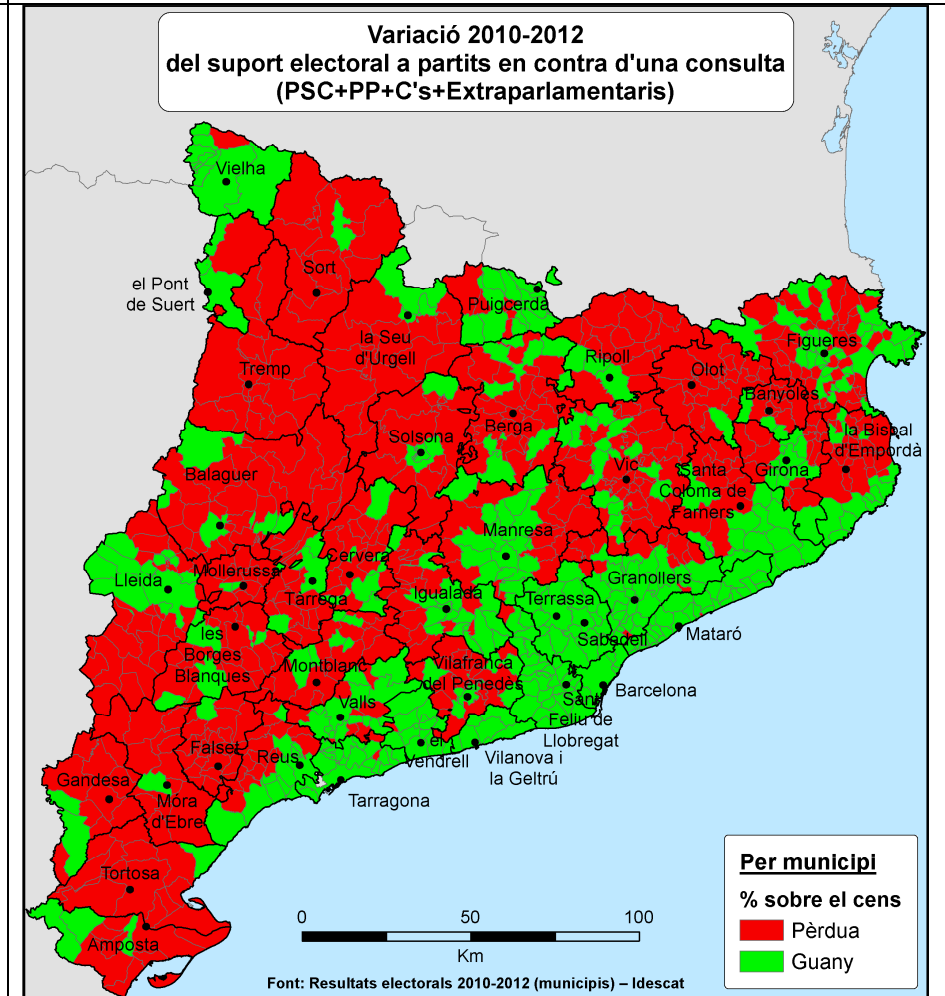 Variació 2010-2012
del suport electoral a partits en contra d'una consulta
(PSC+PP+C's+Extraparlamentaris)
Vielha
Sort
el Pont
de Suert
Puigcerdà
la Seu
d'Urgell
Ripoll
Figueres
Tremp
Olot
Banyoles
Berga
Solsona
la Bisbal
d'Empordà
Balaguer
Vic
Santa
Coloma de
Farners
Girona
Manresa
Cervera
Mollerussa
Lleida
Tàrrega
Igualada
Granollers
Terrassa
Sabadell
Mataró
les
Borges
Blanques
Montblanc
Vilafranca
del Penedès
Barcelona
Sant
Feliu de
Llobregat
Valls
el
Vendrell
Vilanova i
la Geltrú
Falset
Reus
Gandesa
Móra
d'Ebre
Tarragona
Tortosa
Amposta
0 50 100
Km
Per municipi
% sobre el cens
Pèrdua
Guany
Font: Resultats electorals 2010-2012 (municipis) – Idescat